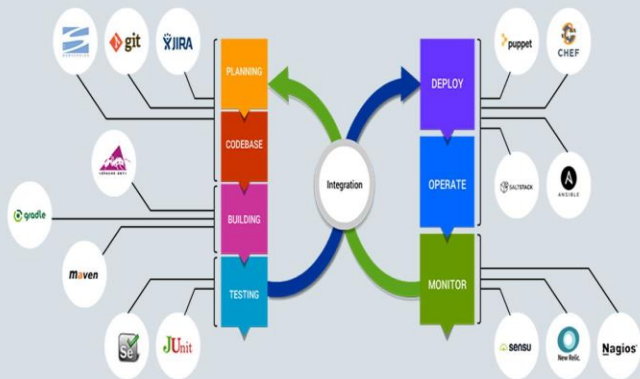 git
JIRA
PLANNING
puppet
CHEF
DEPLOY
CODEBASE
Integration
OPERATE
SALTSTACK
ANSIBLE
gradle
BUILDING
maven
TESTING
MONITOR
Se
JUnit
sensu
New Relic.
Nagios